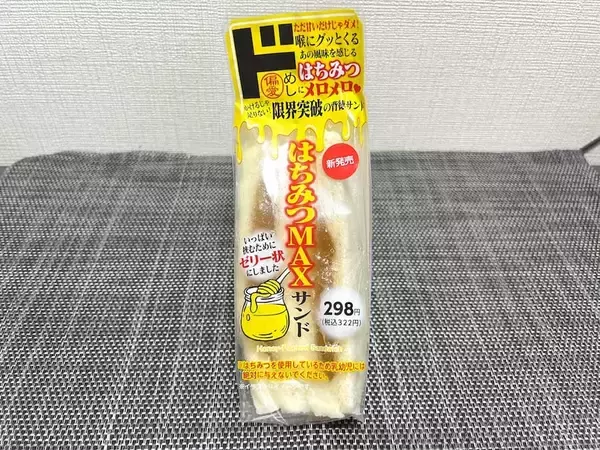 ド
偏愛
めしに
ただ甘いだけじゃダメ!
喉にグッとくる
あの風味を感じる
はちみつ
メロメロ♥
足りない!
限界突破の背徳サンド
新発売
はちみつMAXサンド
いっぱい
挟むために
ゼリー状
にしました
298円
(税込322円)
はちみつを使用しているため乳幼児には
絶対に与えないでください。